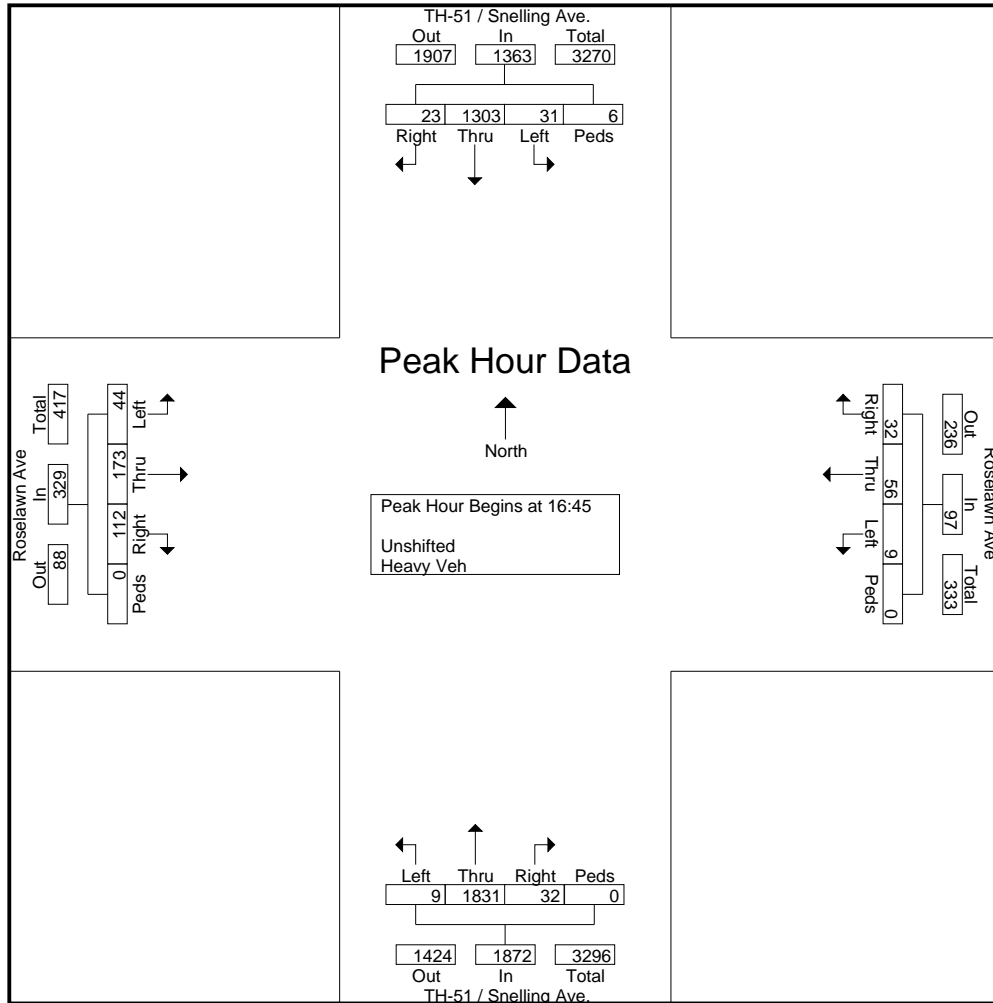 TH-51 / Snelling Ave.
Out In Total
1907 1363 3270
23 1303 31 6
Right Thru Left Peds
Peak Hour Data
North
Peak Hour Begins at 16:45
Unshifted
Heavy Veh
Roselawn Ave
Out In Total
88 329 417
Left Thru Right Peds
44 173 112 0
Roselawn Ave
Out In Total
236 97 333
32 56 9 0
Right Thru Left Peds
Left Thru Right Peds
9 1831 32 0
1424 1872 3296
Out In Total
TH-51 / Snelling Ave.